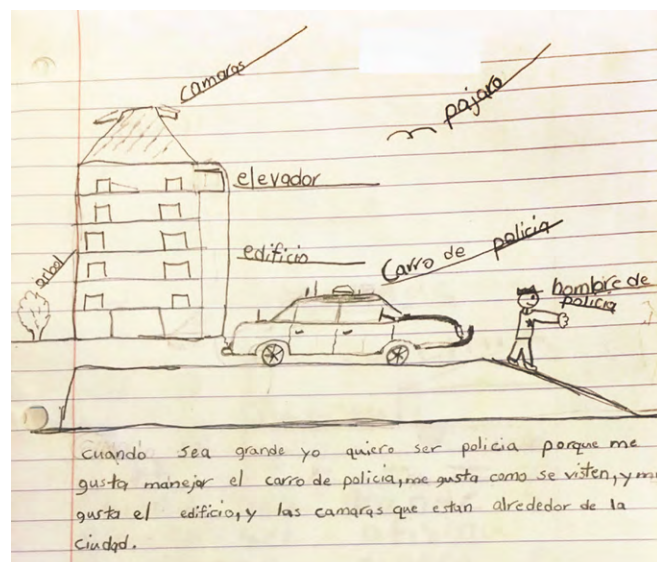 camaras
pájaro
elevador
edificio
Carro de policia
arbol
hombre de
policia
Cuando sea grande yo quiero ser policia porque me
gusta manejar el carro de policia, me gusta como se visten, y me
gusta el edificio, y las camaras que estan alrededor de la
ciudad.